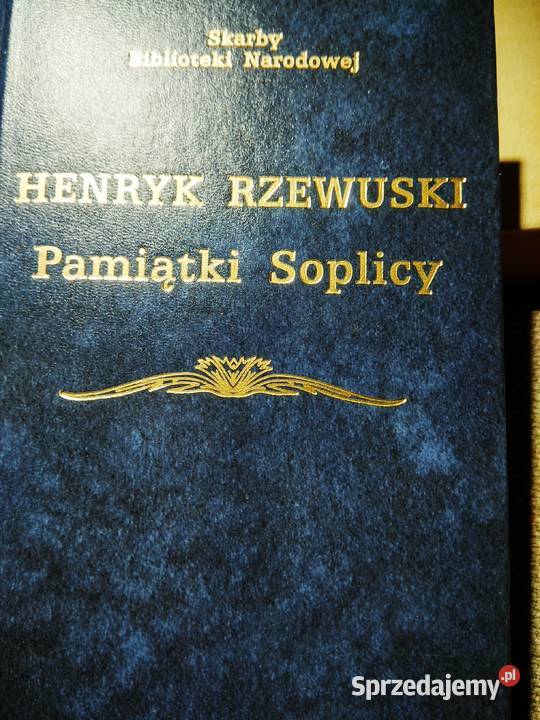 Skarby
Biblioteki Narodowej
HENRYK RZEWUSKI
Pamiątki Soplicy
Sprzedajemy.pl